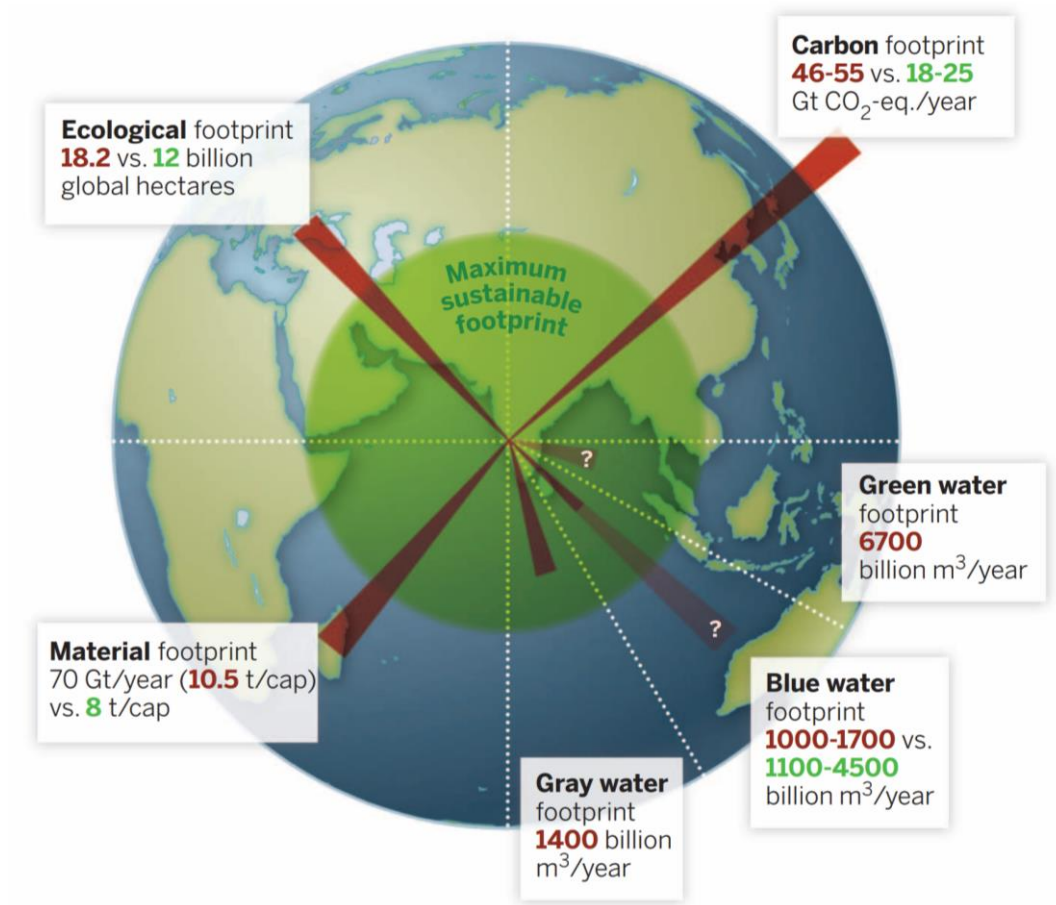 Carbon footprint
46-55 vs. 18-25
Gt CO₂-eq./year
Ecological footprint
18.2 vs. 12 billion
global hectares
Maximum
sustainable
footprint
?
Green water
footprint
6700
billion m³/year
?
Material footprint
70 Gt/year (10.5 t/cap)
vs. 8 t/cap
Blue water
footprint
1000-1700 vs.
1100-4500
billion m³/year
Gray water
footprint
1400 billion
m³/year